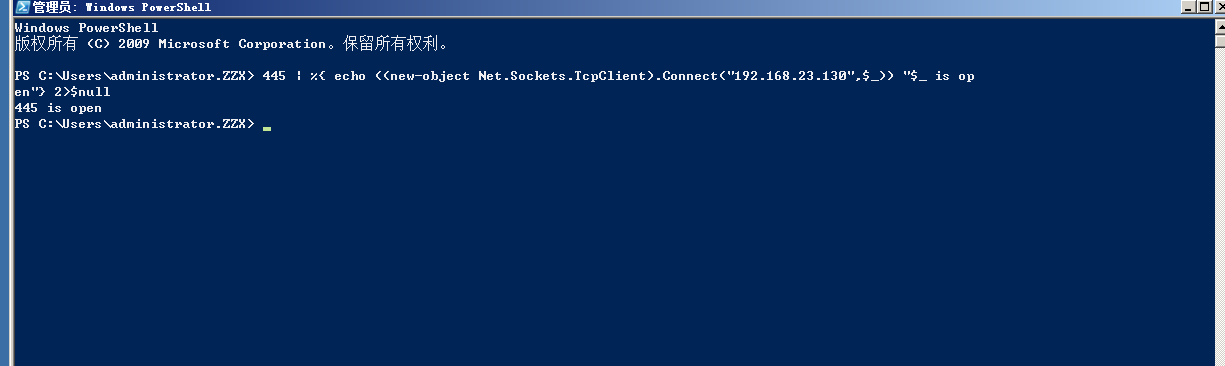 管理员: Windows PowerShell
Windows PowerShell
版权所有 (C) 2009 Microsoft Corporation。保留所有权利。
PS C:\Users\administrator.ZZX> 445 | %{ echo ((new-object Net.Sockets.TcpClient).Connect("192.168.23.130",$_)) "$_ is op
en"} 2>$null
445 is open
PS C:\Users\administrator.ZZX>